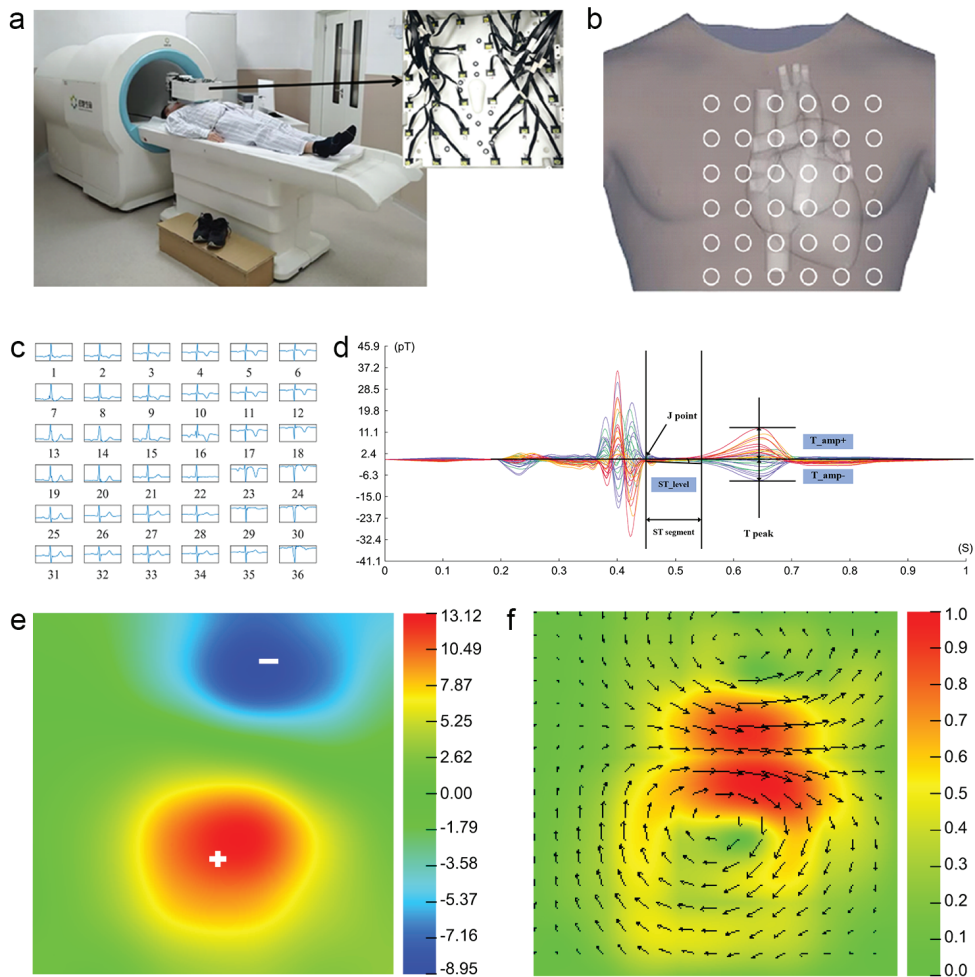 a
b
c
1 2 3 4 5 6
7 8 9 10 11 12
13 14 15 16 17 18
19 20 21 22 23 24
25 26 27 28 29 30
31 32 33 34 35 36
d
(pT)
45.9
37.2
28.5
19.8
11.1
2.4
-6.3
-15.0
-23.7
-32.4
-41.1
J point
ST_level
ST segment
T_amp+
T_amp-
T peak
(S)
0 0.1 0.2 0.3 0.4 0.5 0.6 0.7 0.8 0.9 1
e
13.12
10.49
7.87
5.25
2.62
0.00
-1.79
-3.58
-5.37
-7.16
-8.95
f
1.0
0.9
0.8
0.7
0.6
0.5
0.4
0.3
0.2
0.1
0.0